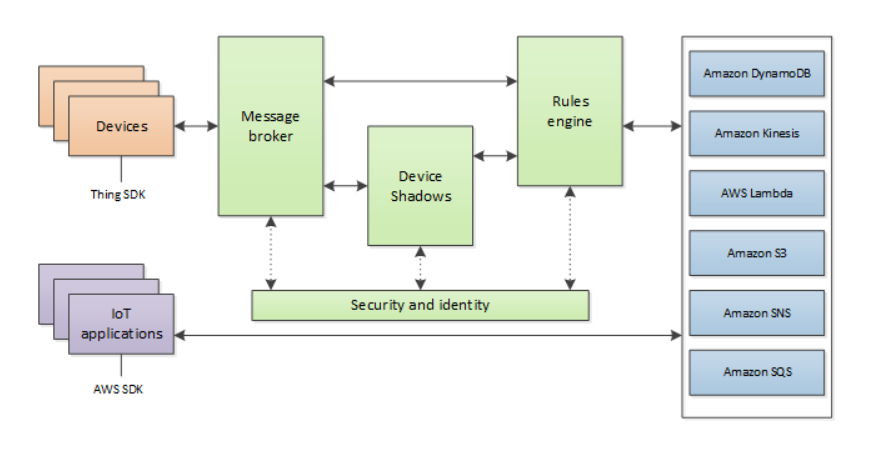 Devices
Thing SDK
Message
broker
Device
Shadows
Rules
engine
Security and identity
IoT
applications
AWS SDK
Amazon DynamoDB
Amazon Kinesis
AWS Lambda
Amazon S3
Amazon SNS
Amazon SQS